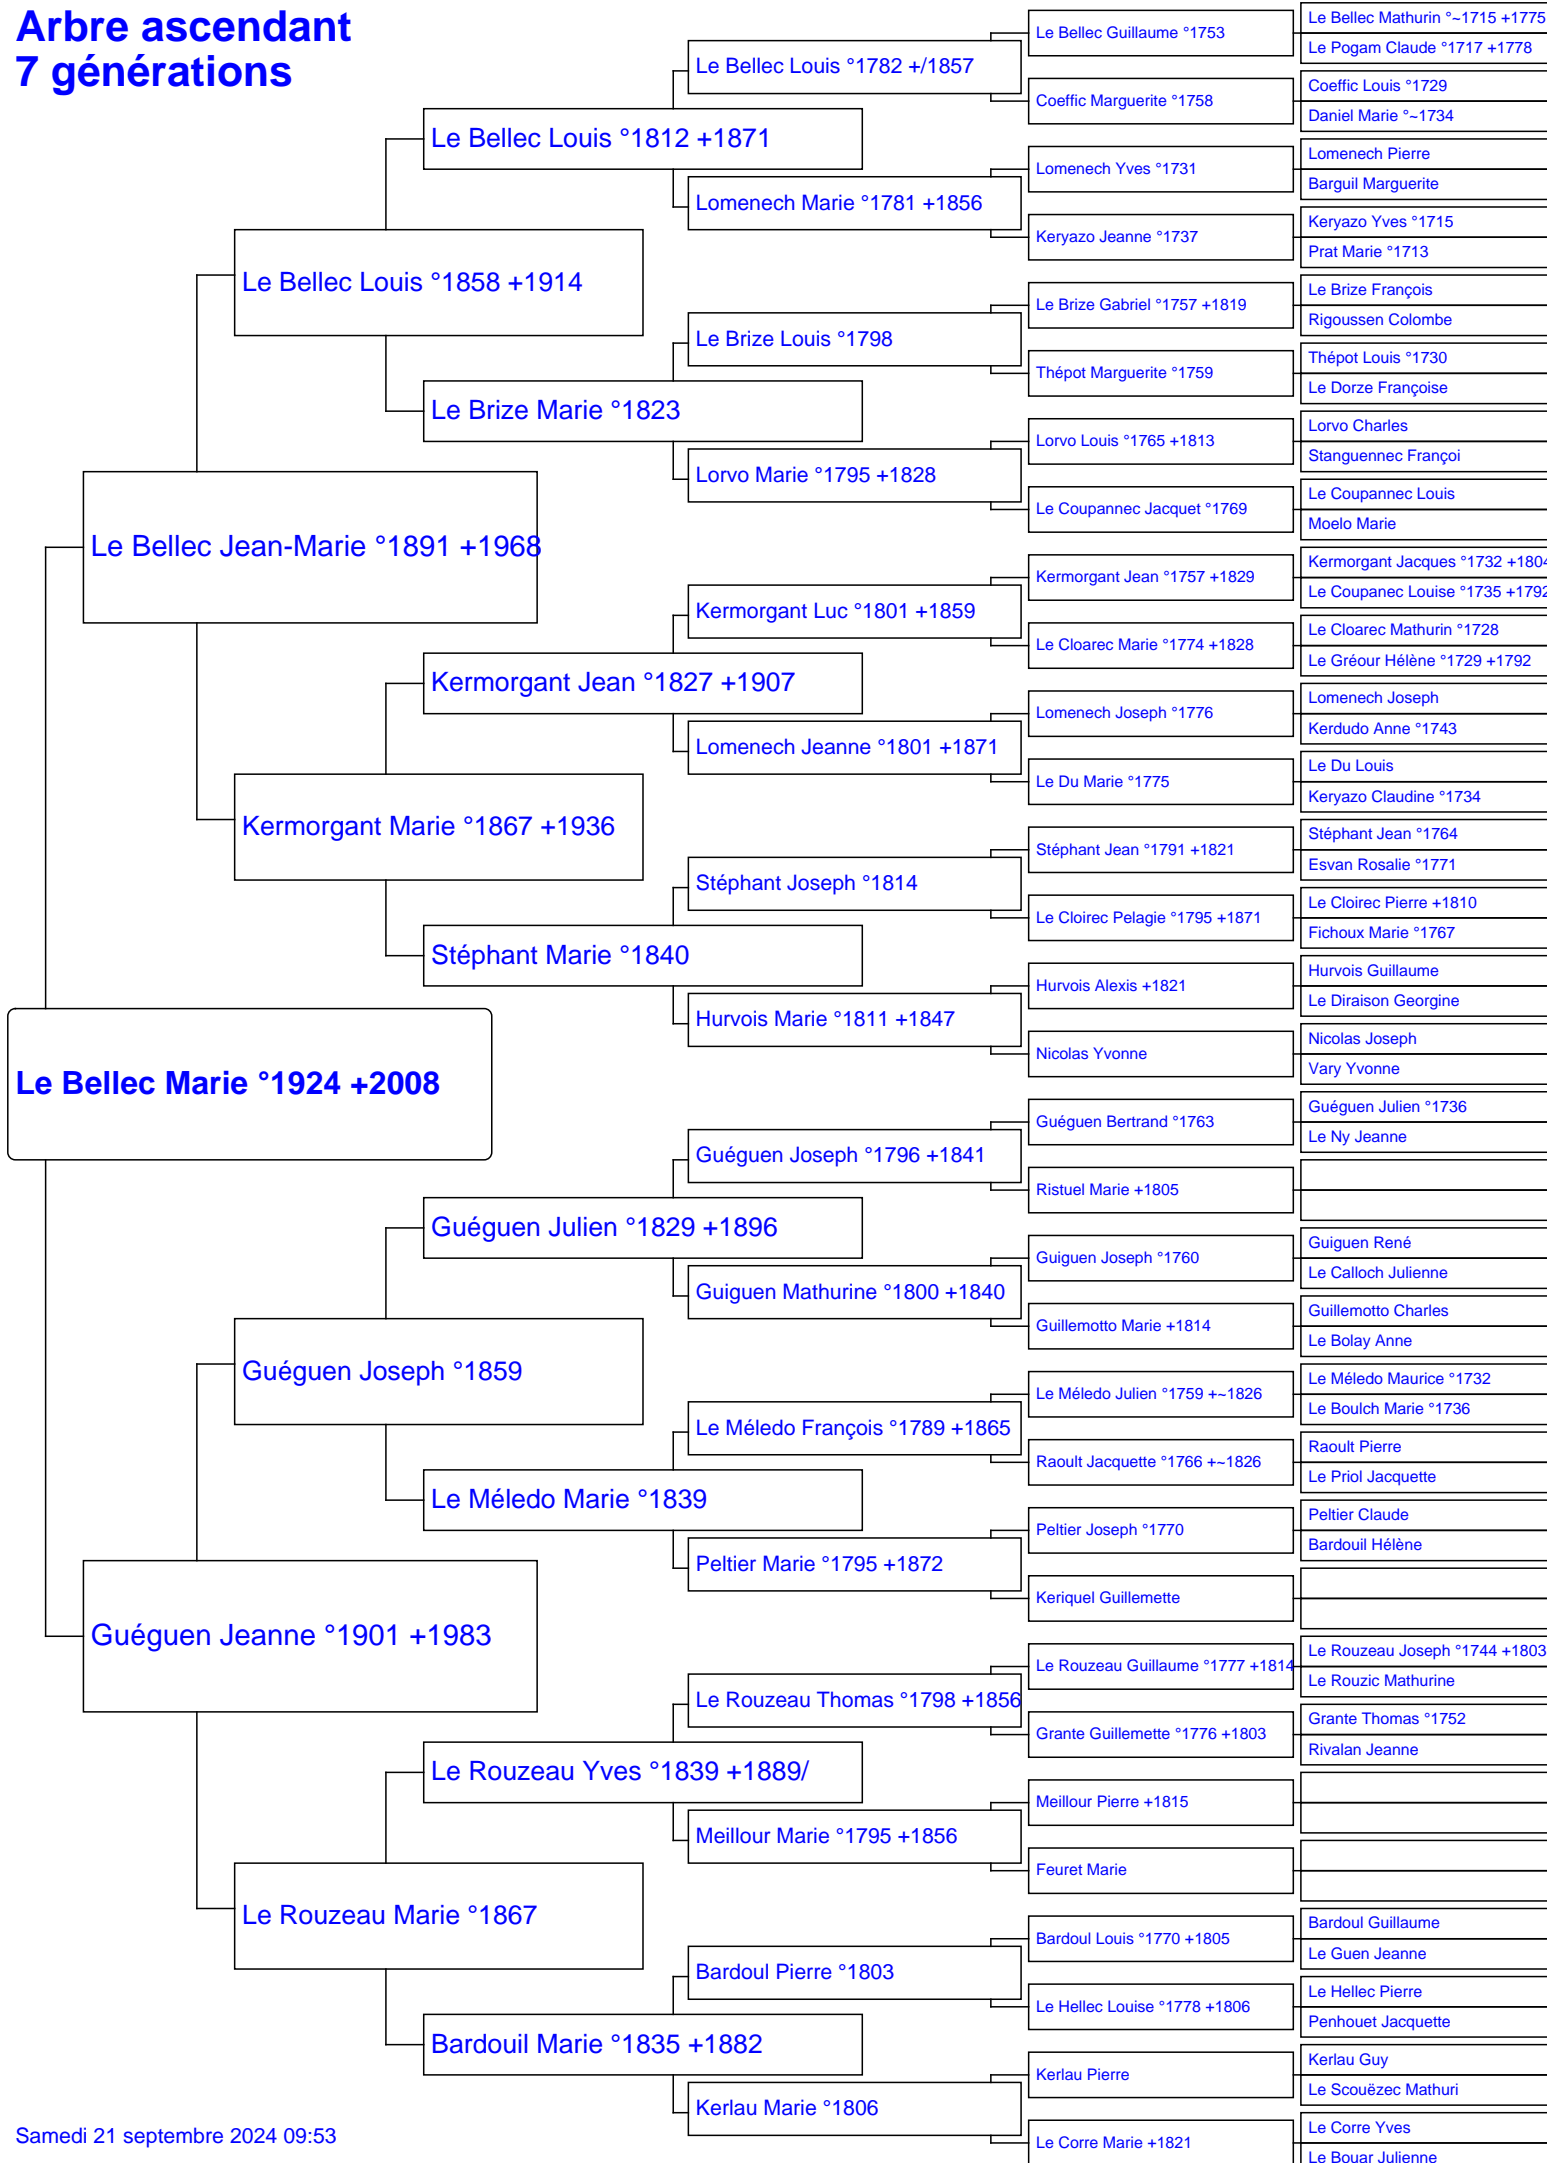 Arbre ascendant
7 générations
Le Bellec Marie °1924 +2008
Le Bellec Jean-Marie °1891 +1968
Guéguen Jeanne °1901 +1983
Le Bellec Louis °1858 +1914
Kermorgant Marie °1867 +1936
Guéguen Joseph °1859
Le Rouzeau Marie °1867
Le Bellec Louis °1812 +1871
Le Brize Marie °1823
Kermorgant Jean °1827 +1907
Stéphant Marie °1840
Guéguen Julien °1829 +1896
Le Méledo Marie °1839
Le Rouzeau Yves °1839 +1889/
Bardouil Marie °1835 +1882
Le Bellec Louis °1782 +/1857
Lomenech Marie °1781 +1856
Le Brize Louis °1798
Lorvo Marie °1795 +1828
Kermorgant Luc °1801 +1859
Lomenech Jeanne °1801 +1871
Stéphant Joseph °1814
Hurvois Marie °1811 +1847
Guéguen Joseph °1796 +1841
Guiguen Mathurine °1800 +1840
Le Méledo François °1789 +1865
Peltier Marie °1795 +1872
Le Rouzeau Thomas °1798 +1856
Meillour Marie °1795 +1856
Bardoul Pierre °1803
Kerlau Marie °1806
Le Bellec Guillaume °1753
Coeffic Marguerite °1758
Lomenech Yves °1731
Keryazo Jeanne °1737
Le Brize Gabriel °1757 +1819
Thépot Marguerite °1759
Lorvo Louis °1765 +1813
Le Coupannec Jacquet °1769
Kermorgant Jean °1757 +1829
Le Cloarec Marie °1774 +1828
Lomenech Joseph °1776
Le Du Marie °1775
Stéphant Jean °1791 +1821
Le Cloirec Pelagie °1795 +1871
Hurvois Alexis +1821
Nicolas Yvonne
Guéguen Bertrand °1763
Ristuel Marie +1805
Guiguen Joseph °1760
Guillemotto Marie +1814
Le Méledo Julien °1759 +~1826
Raoult Jacquette °1766 +~1826
Peltier Joseph °1770
Keriquel Guillemette
Le Rouzeau Guillaume °1777 +1814
Grante Guillemette °1776 +1803
Meillour Pierre +1815
Feuret Marie
Bardoul Louis °1770 +1805
Le Hellec Louise °1778 +1806
Kerlau Pierre
Le Corre Marie +1821
Le Bellec Mathurin °~1715 +1775
Le Pogam Claude °1717 +1778
Coeffic Louis °1729
Daniel Marie °~1734
Lomenech Pierre
Barguil Marguerite
Keryazo Yves °1715
Prat Marie °1713
Le Brize François
Rigoussen Colombe
Thépot Louis °1730
Le Dorze Françoise
Lorvo Charles
Stanguennec Françoi
Le Coupannec Louis
Moelo Marie
Kermorgant Jacques °1732 +1804
Le Coupanec Louise °1735 +1792
Le Cloarec Mathurin °1728
Le Gréour Hélène °1729 +1792
Lomenech Joseph
Kerdudo Anne °1743
Le Du Louis
Keryazo Claudine °1734
Stéphant Jean °1764
Esvan Rosalie °1771
Le Cloirec Pierre +1810
Fichoux Marie °1767
Hurvois Guillaume
Le Diraison Georgine
Nicolas Joseph
Vary Yvonne
Guéguen Julien °1736
Le Ny Jeanne
Guiguen René
Le Calloch Julienne
Guillemotto Charles
Le Bolay Anne
Le Méledo Maurice °1732
Le Boulch Marie °1736
Raoult Pierre
Le Priol Jacquette
Peltier Claude
Bardouil Hélène
Le Rouzeau Joseph °1744 +1803
Le Rouzic Mathurine
Grante Thomas °1752
Rivalan Jeanne
Bardoul Guillaume
Le Guen Jeanne
Le Hellec Pierre
Penhouet Jacquette
Kerlau Guy
Le Scouëzec Mathuri
Le Corre Yves
Le Bouar Julienne
Samedi 21 septembre 2024 09:53